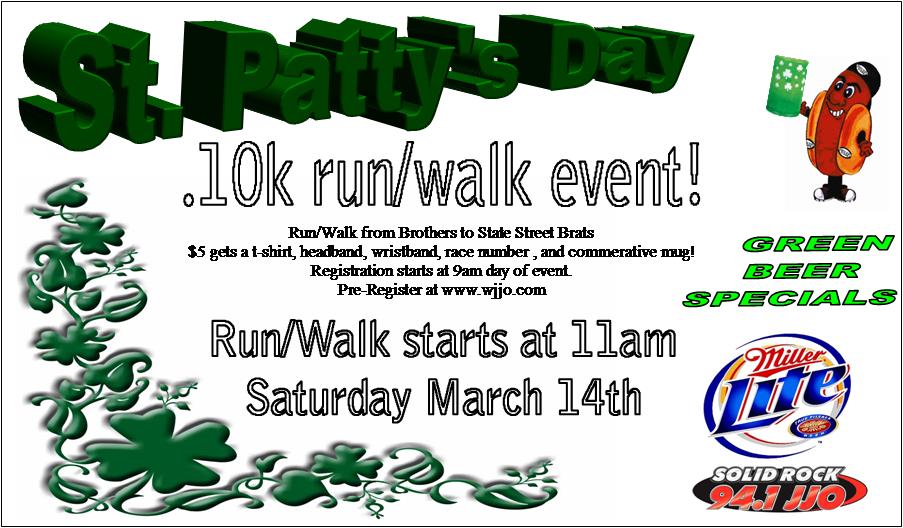 St. Patty's Day
.10k run/walk event!
Run/Walk from Brothers to State Street Brats
$5 gets a t-shirt, headband, wristband, race number , and commerative mug!
Registration starts at 9am day of event.
Pre-Register at www.wjjo.com
GREEN
BEER
SPECIALS
Run/Walk starts at 11am
Saturday March 14th
Miller
Lite
SOLID ROCK
94.1 JJO